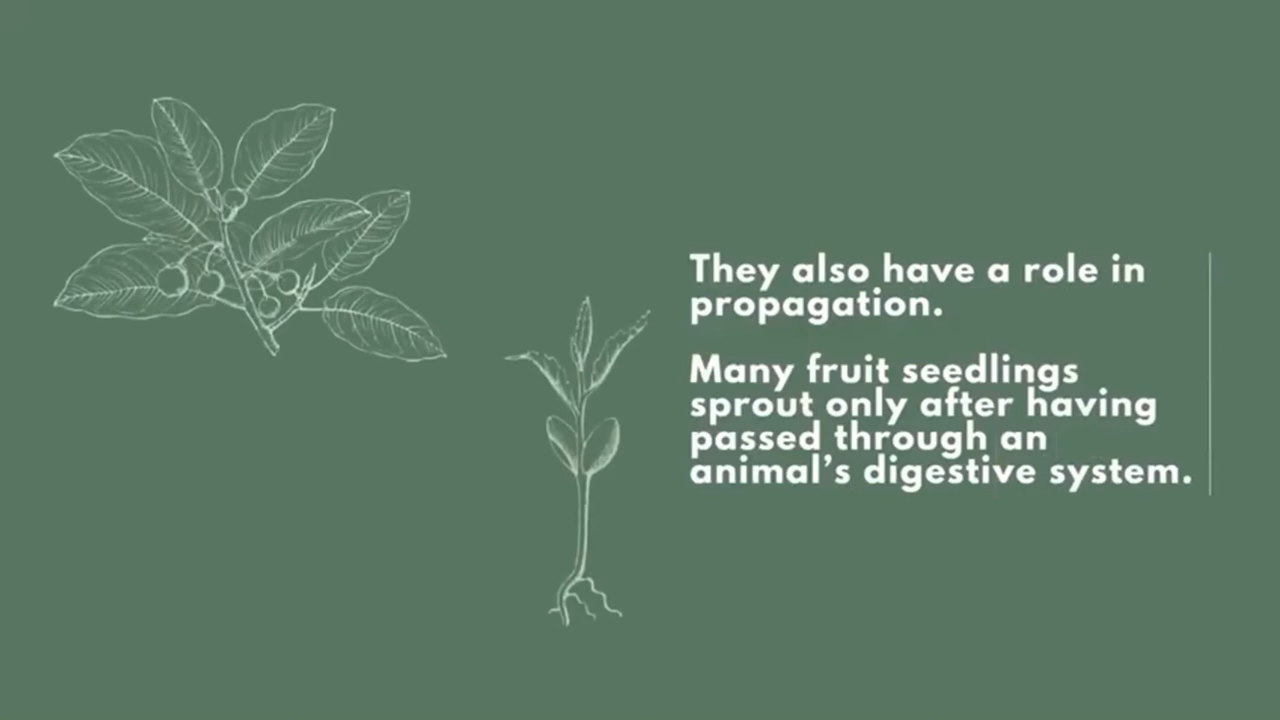 They also have a role in
propagation.
Many fruit seedlings
sprout only after having
passed through an
animal's digestive system.